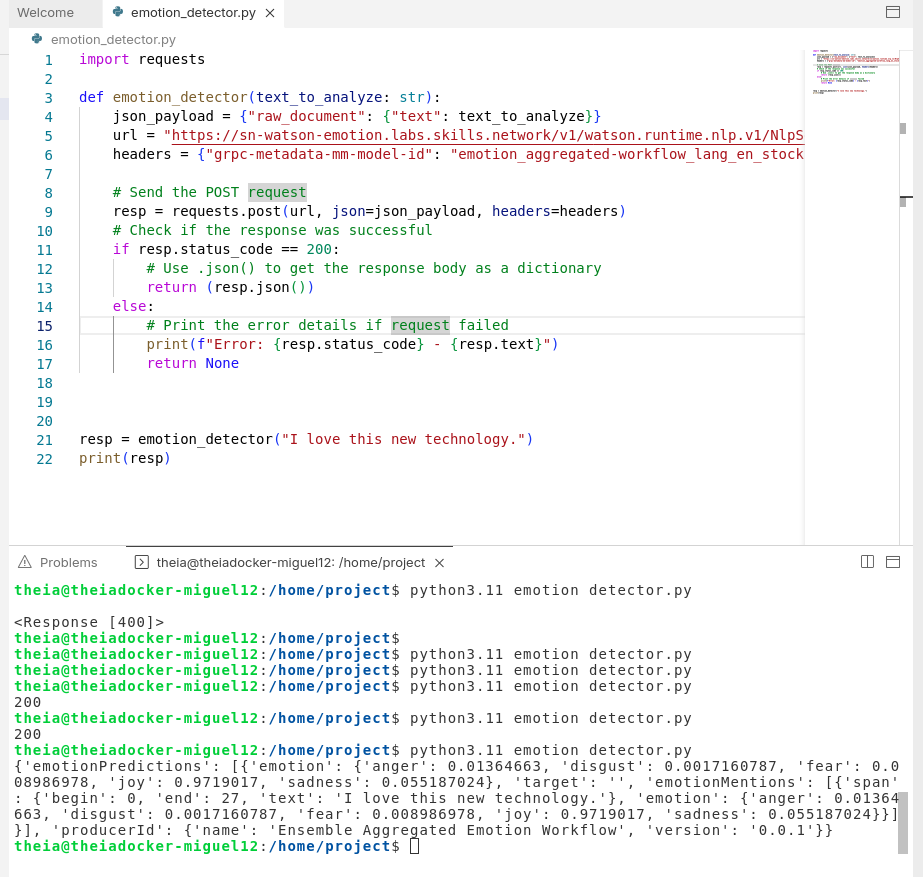 Welcome
emotion_detector.py ×
emotion_detector.py
1 import requests
2
3 def emotion_detector(text_to_analyze: str):
4     json_payload = {"raw_document": {"text": text_to_analyze}}
5     url = "https://sn-watson-emotion.labs.skills.network/v1/watson.runtime.nlp.v1/NlpS
6     headers = {"grpc-metadata-mm-model-id": "emotion_aggregated-workflow_lang_en_stock
7
8     # Send the POST request
9     resp = requests.post(url, json=json_payload, headers=headers)
10     # Check if the response was successful
11     if resp.status_code == 200:
12         # Use .json() to get the response body as a dictionary
13         return (resp.json())
14     else:
15         # Print the error details if request failed
16         print(f"Error: {resp.status_code} - {resp.text}")
17         return None
18
19
20
21 resp = emotion_detector("I love this new technology.")
22 print(resp)
Problems
theia@theiadocker-miguel12: /home/project ×
theia@theiadocker-miguel12:/home/project$ python3.11 emotion detector.py
<Response [400]>
theia@theiadocker-miguel12:/home/project$
theia@theiadocker-miguel12:/home/project$ python3.11 emotion detector.py
theia@theiadocker-miguel12:/home/project$ python3.11 emotion detector.py
theia@theiadocker-miguel12:/home/project$ python3.11 emotion detector.py
200
theia@theiadocker-miguel12:/home/project$ python3.11 emotion detector.py
200
theia@theiadocker-miguel12:/home/project$ python3.11 emotion detector.py
{'emotionPredictions': [{'emotion': {'anger': 0.01364663, 'disgust': 0.0017160787, 'fear': 0.0
08986978, 'joy': 0.9719017, 'sadness': 0.055187024}, 'target': '', 'emotionMentions': [{'span'
: {'begin': 0, 'end': 27, 'text': 'I love this new technology.'}, 'emotion': {'anger': 0.01364
663, 'disgust': 0.0017160787, 'fear': 0.008986978, 'joy': 0.9719017, 'sadness': 0.055187024}}]
}], 'producerId': {'name': 'Ensemble Aggregated Emotion Workflow', 'version': '0.0.1'}}
theia@theiadocker-miguel12:/home/project$